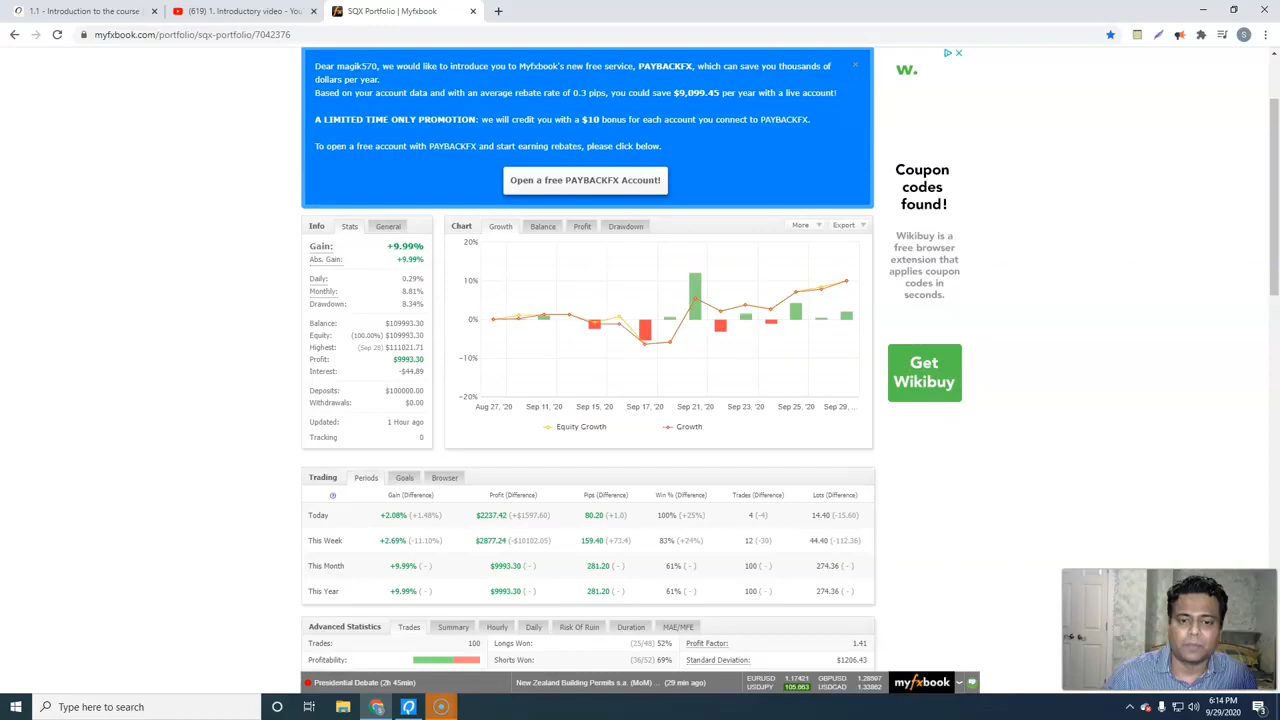 1.1 - Introduction to the course
(619) 1. Introductory video - You
SQX Portfolio | Myfxbook
myfxbook.com/portfolio/sqx-portfolio/7042376
Dear magik570, we would like to introduce you to Myfxbook's new free service, PAYBACKFX, which can save you thousands of
dollars per year.
Based on your account data and with an average rebate rate of 0.3 pips, you could save $9,099.45 per year with a live account!
A LIMITED TIME ONLY PROMOTION: we will credit you with a $10 bonus for each account you connect to PAYBACKFX.
To open a free account with PAYBACKFX and start earning rebates, please click below.
Open a free PAYBACKFX Account!
w.
Coupon
codes
found!
Wikibuy is a
free browser
extension that
applies coupon
codes in
seconds.
Get
Wikibuy
Info Stats General
Gain: +9.99%
Abs. Gain: +9.99%
Daily: 0.29%
Monthly: 8.81%
Drawdown: 8.34%
Balance: $109993.30
Equity: (100.00%) $109993.30
Highest: (Sep 28) $111021.71
Profit: $9993.30
Interest: -$44.89
Deposits: $100000.00
Withdrawals: $0.00
Updated: 1 Hour ago
Tracking 0
Chart Growth Balance Profit Drawdown More Export
20%
10%
0%
-10%
-20%
Aug 27, '20 Sep 11, '20 Sep 15, '20 Sep 17, '20 Sep 21, '20 Sep 23, '20 Sep 25, '20 Sep 29, ...
Equity Growth Growth
Trading Periods Goals Browser
Gain (Difference) Profit (Difference) Pips (Difference) Win % (Difference) Trades (Difference) Lots (Difference)
Today +2.08% (+1.48%) $2237.42 (+$1597.60) 80.20 (+1.0) 100% (+25%) 4 (-4) 14.40 (-15.60)
This Week +2.69% (-11.10%) $2877.24 (-$10102.05) 159.40 (+73.4) 83% (+24%) 12 (-30) 44.40 (-112.36)
This Month +9.99% ( - ) $9993.30 ( - ) 281.20 ( - ) 61% ( - ) 100 ( - ) 274.36 ( - )
This Year +9.99% ( - ) $9993.30 ( - ) 281.20 ( - ) 61% ( - ) 100 ( - ) 274.36 ( - )
Advanced Statistics Trades Summary Hourly Daily Risk Of Ruin Duration MAE/MFE
Trades: 100 Longs Won: (25/48) 52% Profit Factor: 1.41
Profitability: Shorts Won: (36/52) 69% Standard Deviation: $1206.43
Presidential Debate (2h 45min) New Zealand Building Permits s.a. (MoM) ... (29 min ago)
EURUSD 1.17421 GBPUSD 1.28507
USDJPY 105.663 USDCAD 1.33862
myfxbook
Type here to search
6:14 PM
9/29/2020